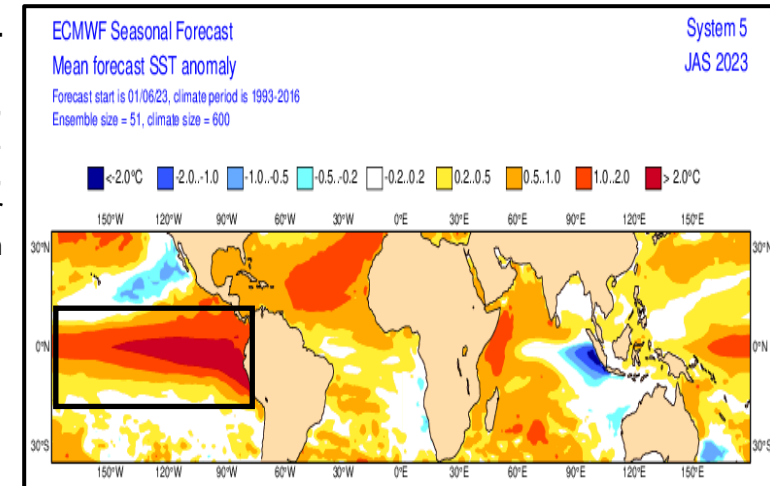 ECMWF Seasonal Forecast
System 5
Mean forecast SST anomaly
JAS 2023
Forecast start is 01/06/23, climate period is 1993-2016
Ensemble size = 51, climate size = 600
<-2.0°C -2.0..-1.0 -1.0..-0.5 -0.5..-0.2 -0.2..0.2 0.2..0.5 0.5..1.0 1.0..2.0 > 2.0°C
150°W 120°W 90°W 60°W 30°W 0°E 30°E 60°E 90°E 120°E 150°E
30°N 30°N
0°N 0°N
30°S 30°S
150°W 120°W 90°W 60°W 30°W 0°E 30°E 60°E 90°E 120°E 150°E